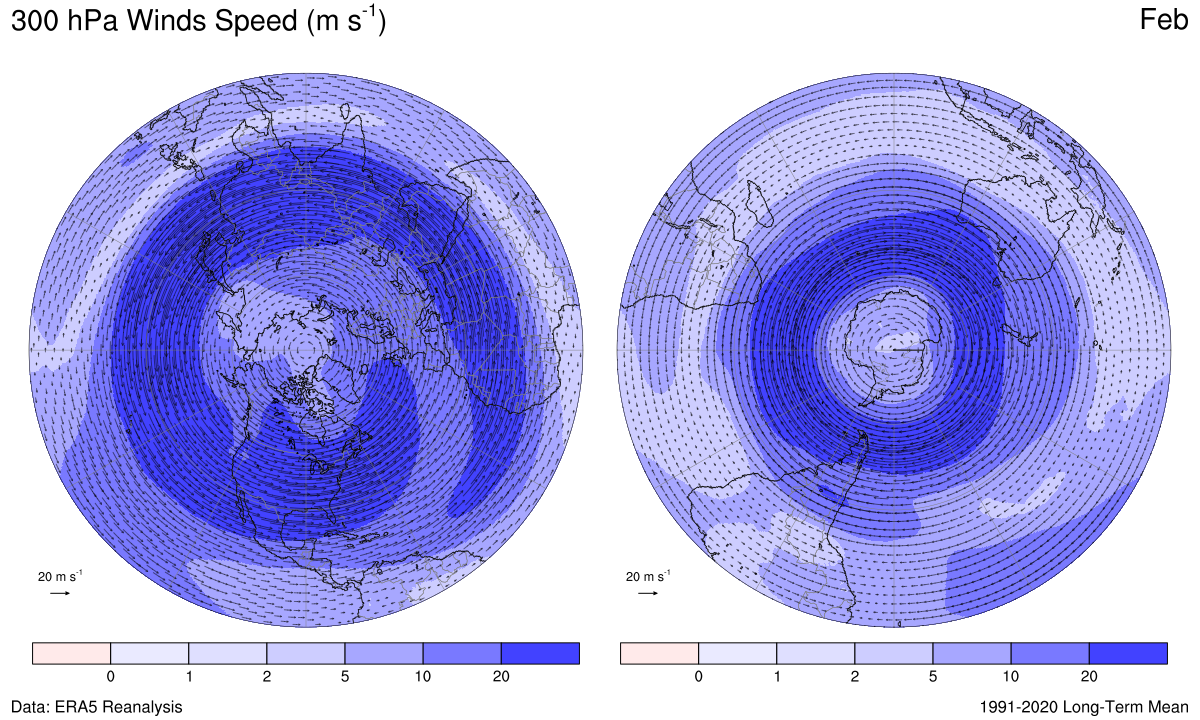 300 hPa Winds Speed (m s-1)
Feb
20 m s-1
20 m s-1
0 1 2 5 10 20
0 1 2 5 10 20
Data: ERA5 Reanalysis
1991-2020 Long-Term Mean